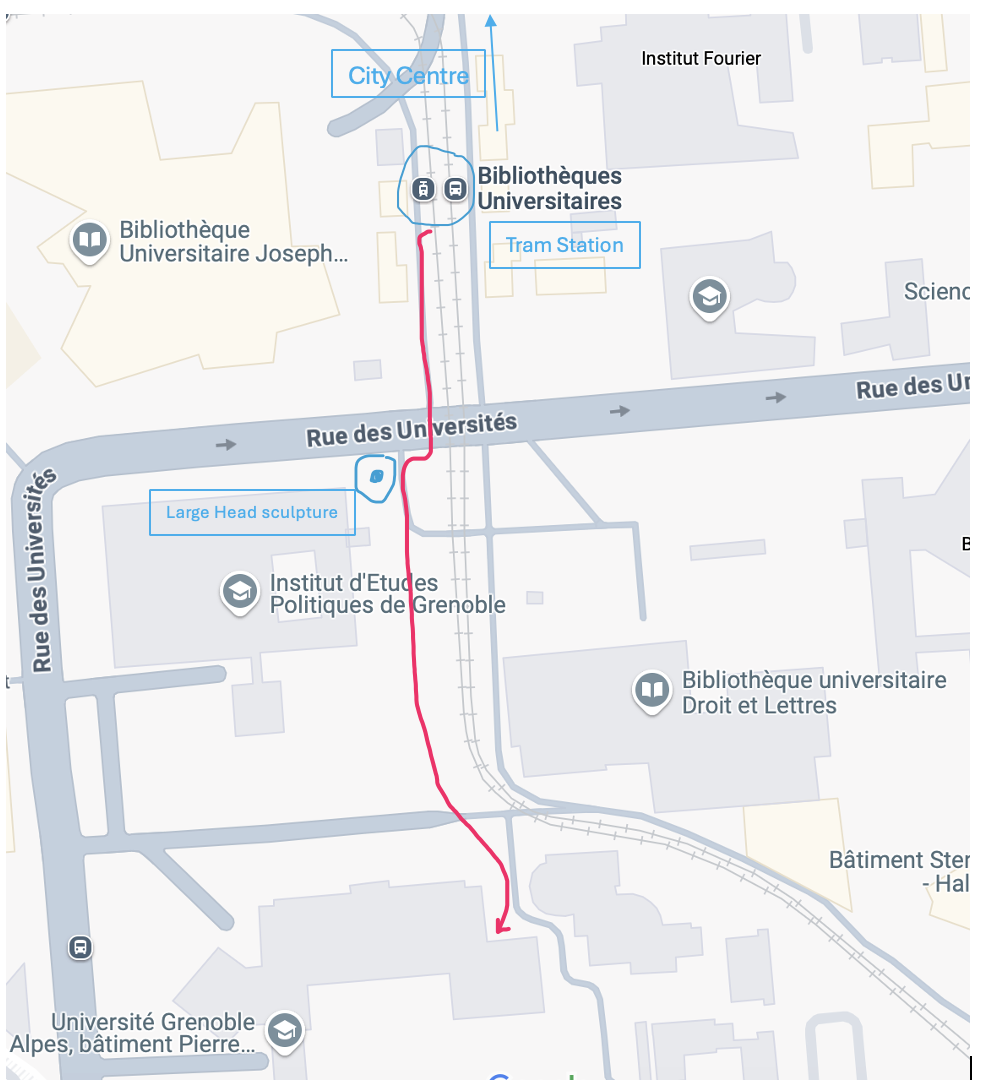 City Centre
Institut Fourier
Bibliothèques
Universitaires
Tram Station
Bibliothèque
Universitaire Joseph...
Scienc
Rue des Ur
Rue des Universités
Rue des Universités
Large Head sculpture
B
Institut d'Etudes
Politiques de Grenoble
t
Bibliothèque universitaire
Droit et Lettres
Bâtiment Ster
- Hal
Université Grenoble
Alpes, bâtiment Pierre...